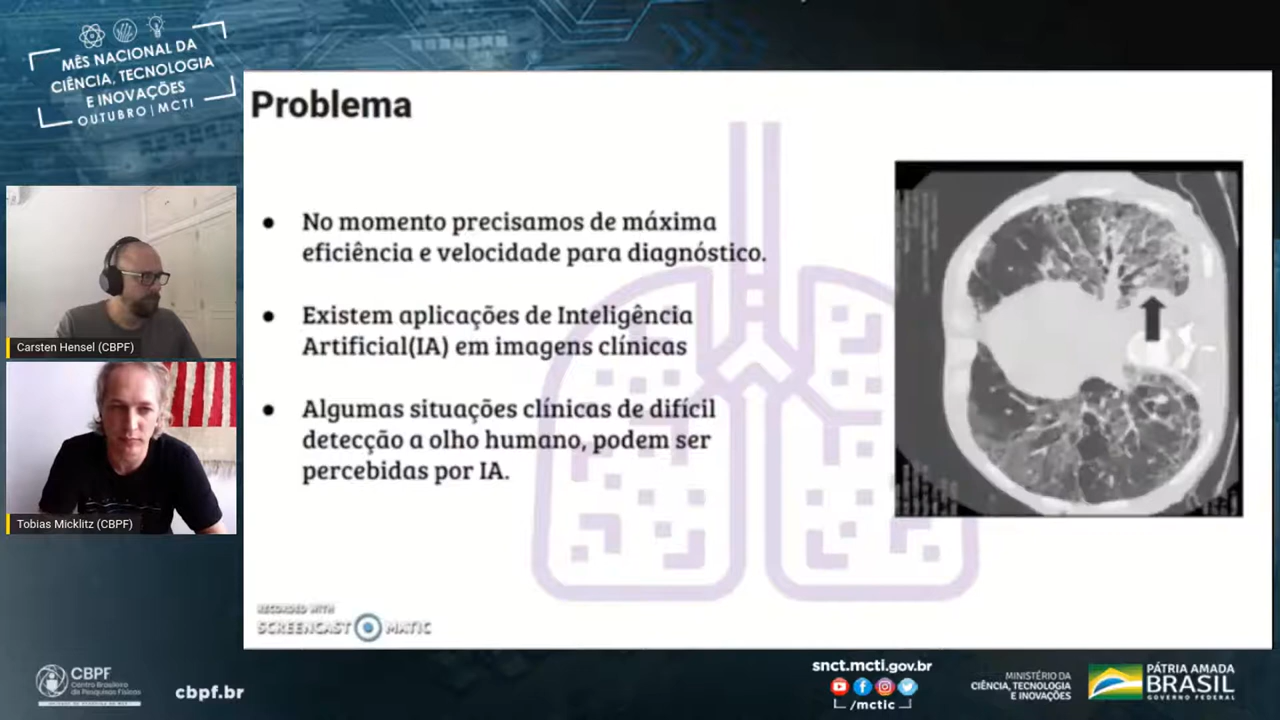 MÊS NACIONAL DA
CIÊNCIA, TECNOLOGIA
E INOVAÇÕES
OUTUBRO | MCTI
Carsten Hensel (CBPF)
Tobias Micklitz (CBPF)
Problema
● No momento precisamos de máxima
eficiência e velocidade para diagnóstico.
● Existem aplicações de Inteligência
Artificial(IA) em imagens clínicas
● Algumas situações clínicas de difícil
detecção a olho humano, podem ser
percebidas por IA.
RECORDED WITH
SCREENCAST MATIC
CBPF
Centro Brasileiro
de Pesquisas Físicas
cbpf.br
snct.mcti.gov.br
/mctic
MINISTÉRIO DA
CIÊNCIA, TECNOLOGIA
E INOVAÇÕES
PÁTRIA AMADA
BRASIL
GOVERNO FEDERAL